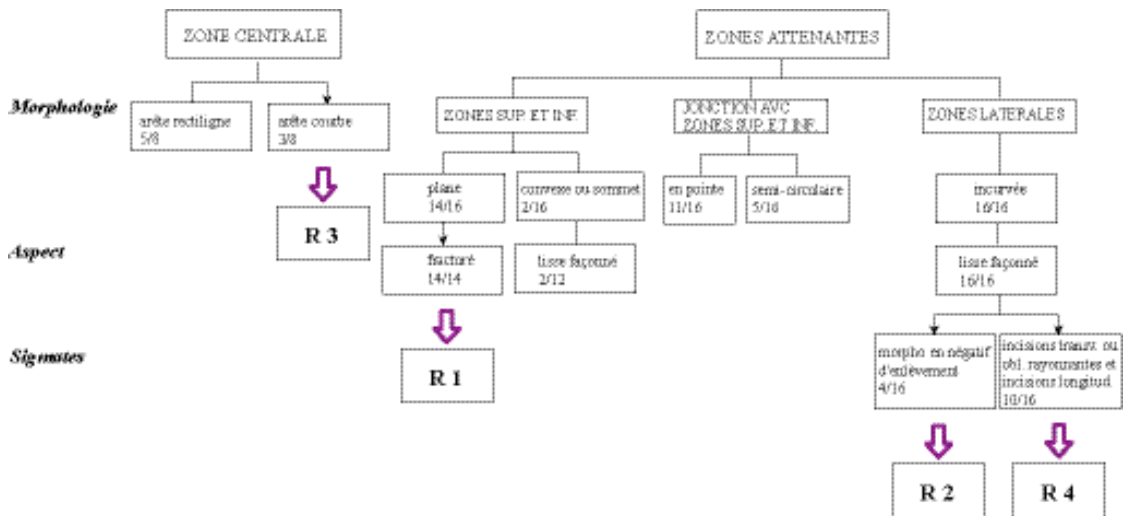 ZONE CENTRALE
ZONES ATTENANTES
Morphologie
arête rectiligne
5/8
arête courbe
3/8
ZONES SUP. ET INF.
JONCTION AVC
ZONES SUP. ET INF.
ZONES LATERALES
plane
14/16
convexe ou sommet
2/16
en pointe
11/16
semi-circulaire
5/16
incurvée
16/16
R 3
Aspect
fracturé
14/14
lisse façonné
2/12
lisse façonné
16/16
Sigmates
R 1
morpho en négatif
d'enlèvement
4/16
incisions transv. ou
obl. rayonnantes et
incisions longitud.
10/16
R 2
R 4